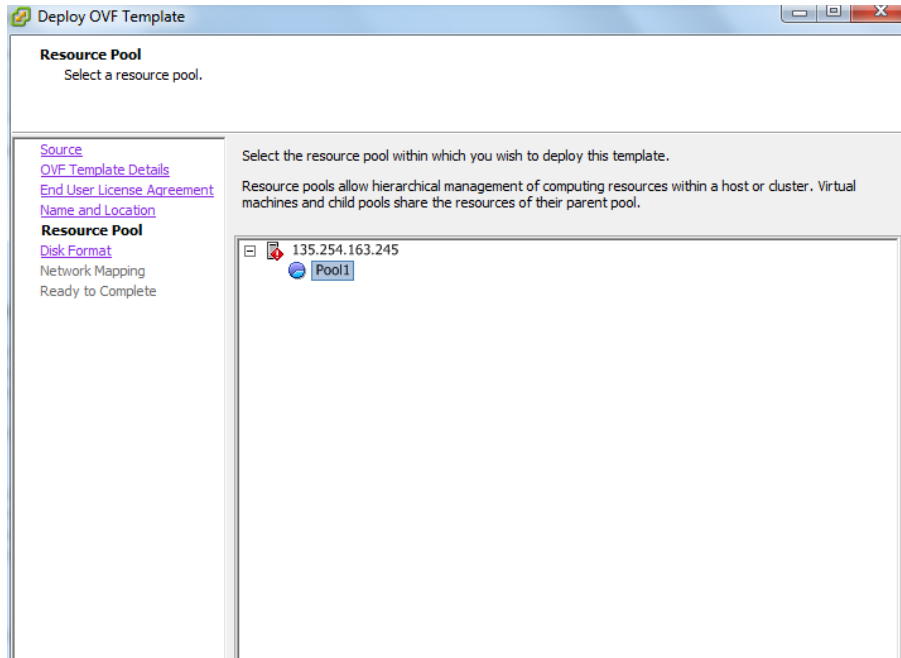 Deploy OVF Template
Resource Pool
Select a resource pool.
Source
OVF Template Details
End User License Agreement
Name and Location
Resource Pool
Disk Format
Network Mapping
Ready to Complete
Select the resource pool within which you wish to deploy this template.
Resource pools allow hierarchical management of computing resources within a host or cluster. Virtual
machines and child pools share the resources of their parent pool.
135.254.163.245
Pool1